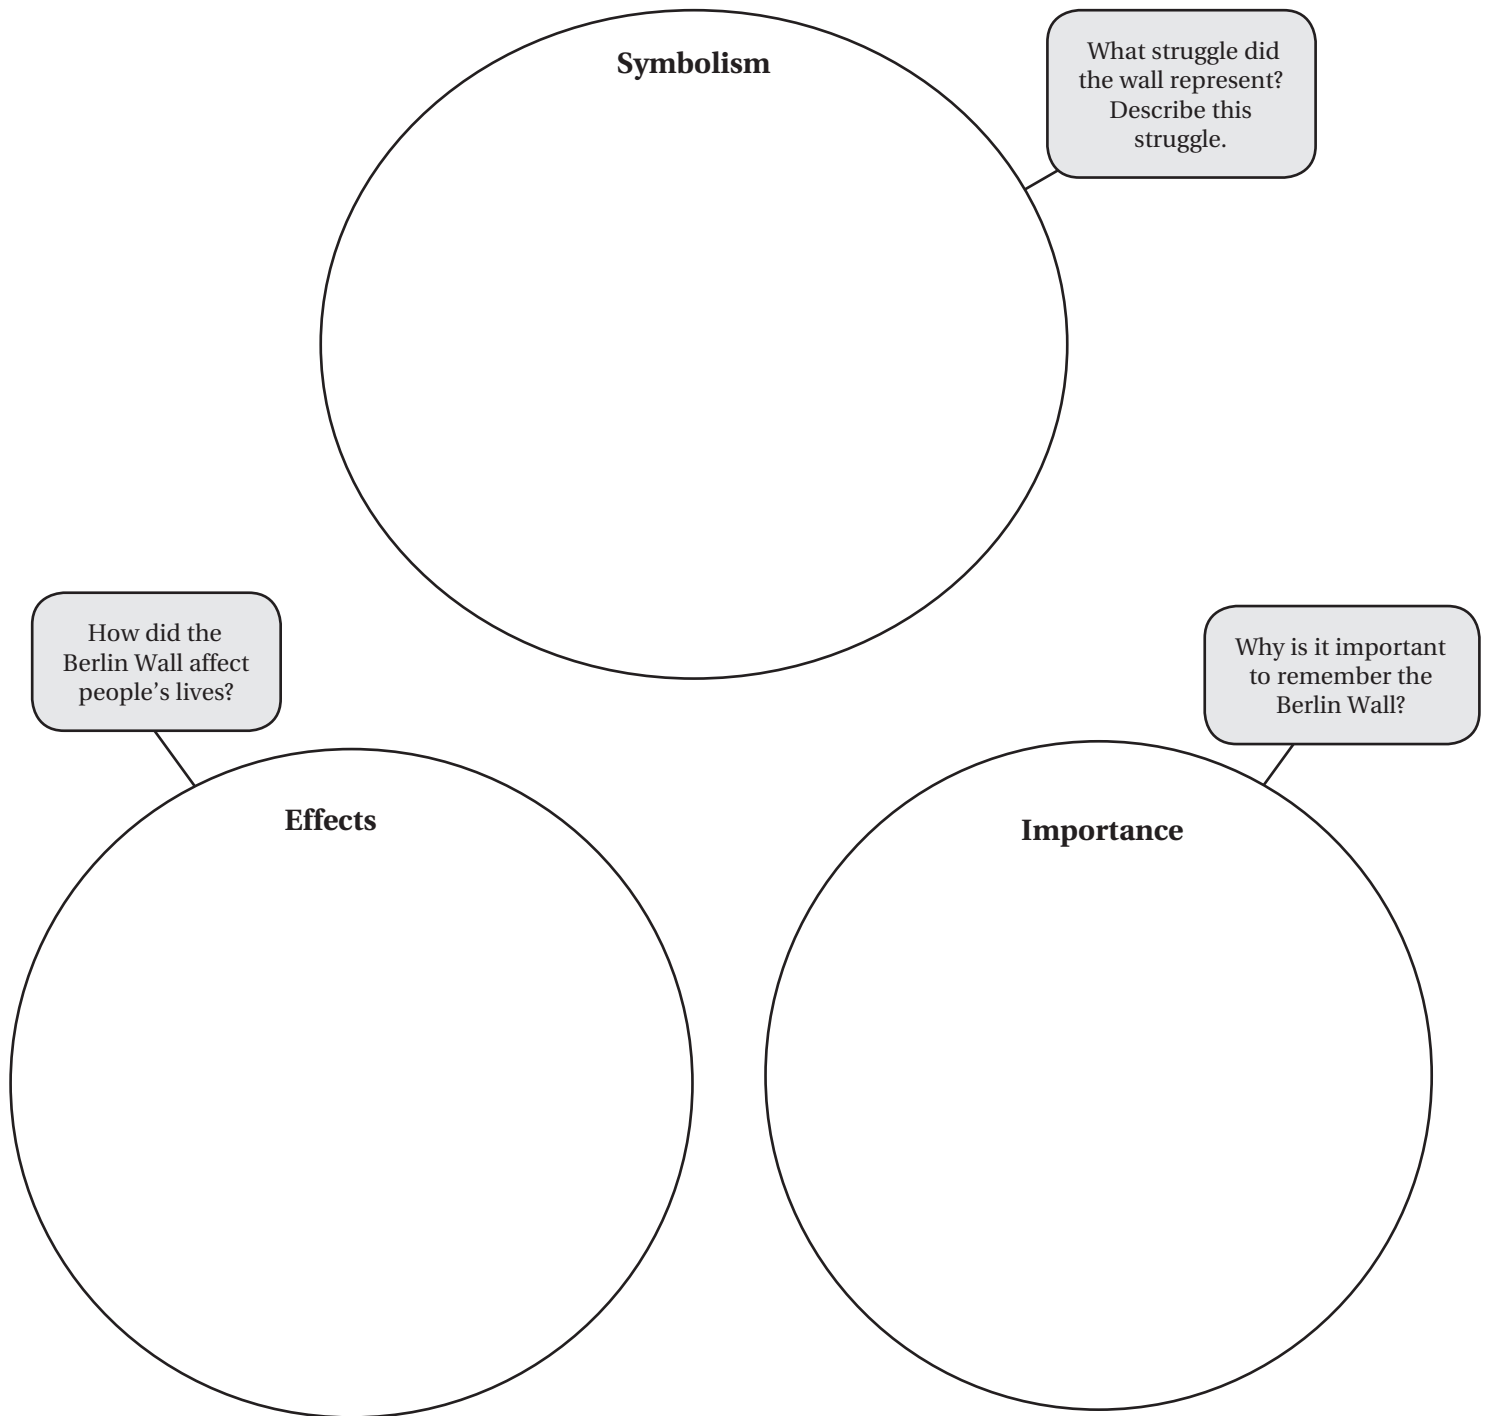 Symbolism
What struggle did
the wall represent?
Describe this
struggle.
How did the
Berlin Wall affect
people's lives?
Effects
Why is it important
to remember the
Berlin Wall?
Importance